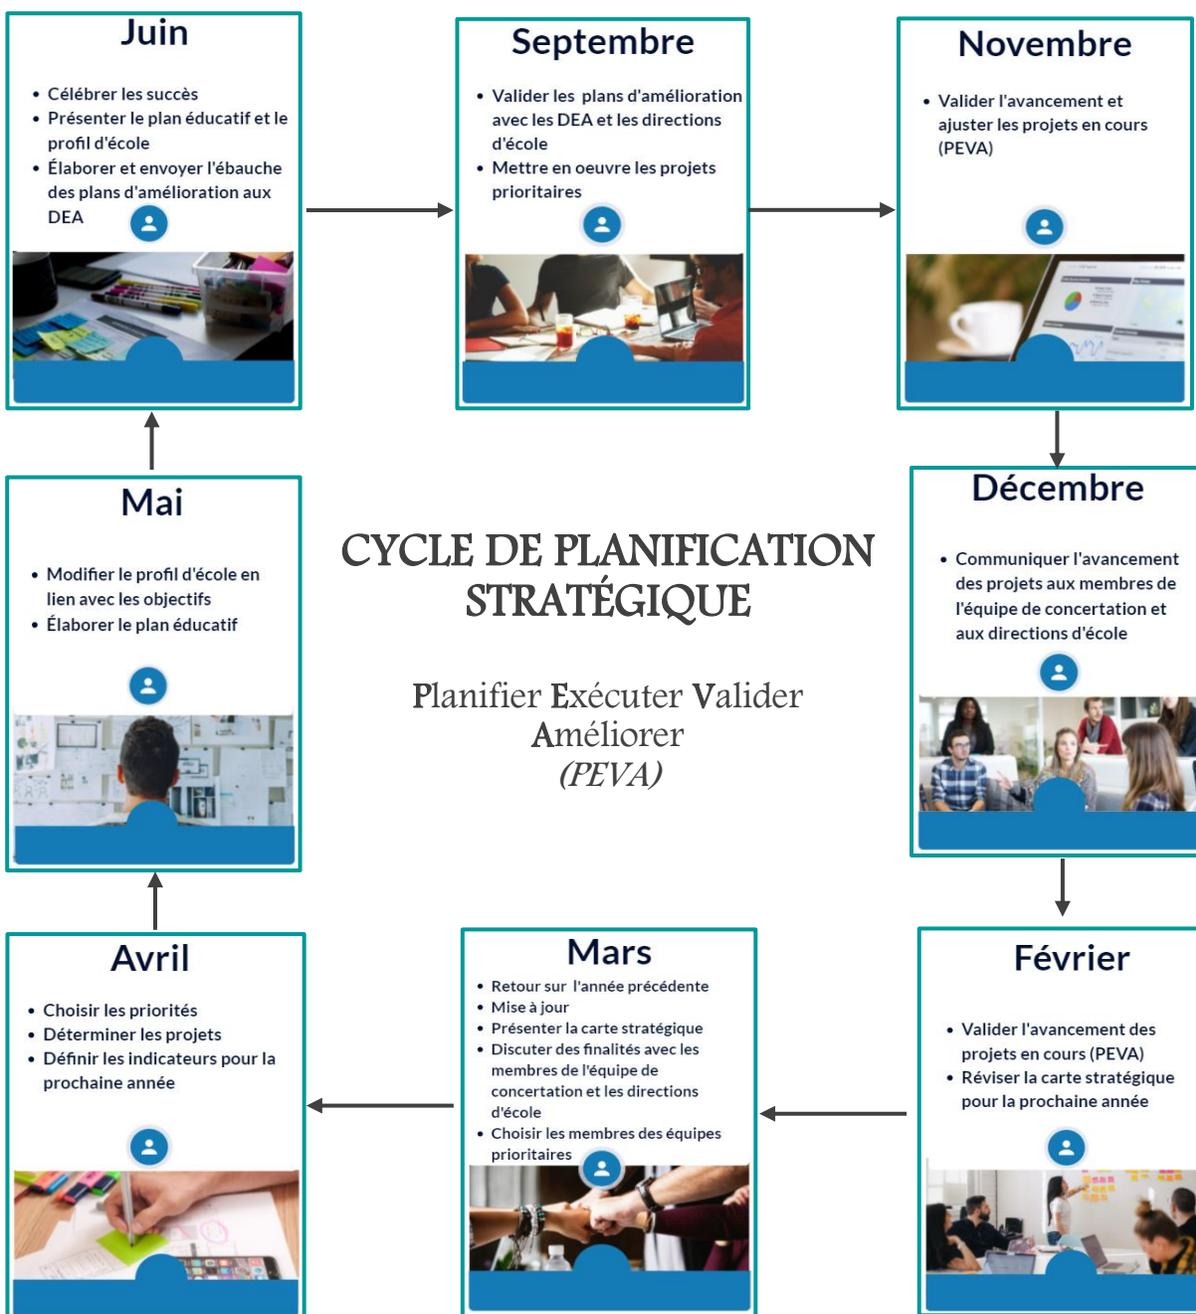 Juin
• Célébrer les succès
• Présenter le plan éducatif et le
profil d'école
• Élaborer et envoyer l'ébauche
des plans d'amélioration aux
DEA
Septembre
• Valider les plans d'amélioration
avec les DEA et les directions
d'école
• Mettre en oeuvre les projets
prioritaires
Novembre
• Valider l'avancement et
ajuster les projets en cours
(PEVA)
Décembre
• Communiquer l'avancement
des projets aux membres de
l'équipe de concertation et
aux directions d'école
Février
• Valider l'avancement des
projets en cours (PEVA)
• Réviser la carte stratégique
pour la prochaine année
Mars
• Retour sur l'année précédente
• Mise à jour
• Présenter la carte stratégique
• Discuter des finalités avec les
membres de l'équipe de
concertation et les directions
d'école
• Choisir les membres des équipes
prioritaires
Avril
• Choisir les priorités
• Déterminer les projets
• Définir les indicateurs pour la
prochaine année
Mai
• Modifier le profil d'école en
lien avec les objectifs
• Élaborer le plan éducatif
CYCLE DE PLANIFICATION
STRATÉGIQUE
Planifier Exécuter Valider
Améliorer
(PEVA)